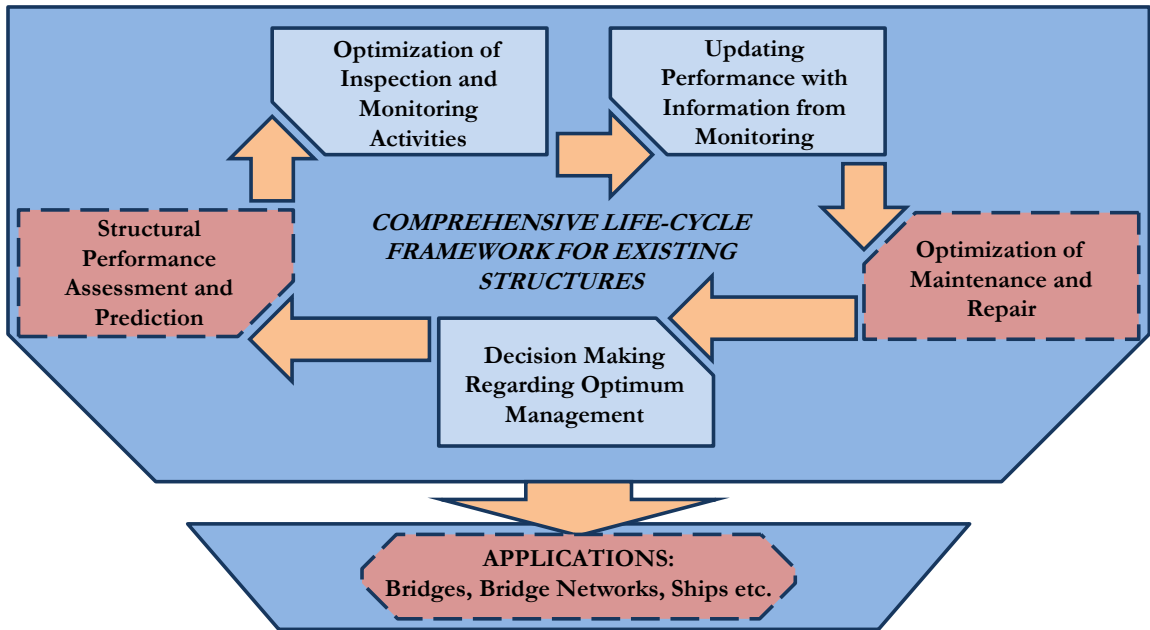 Optimization of
Inspection and
Monitoring
Activities
Updating
Performance with
Information from
Monitoring
Structural
Performance
Assessment and
Prediction
COMPREHENSIVE LIFE-CYCLE
FRAMEWORK FOR EXISTING
STRUCTURES
Optimization of
Maintenance and
Repair
Decision Making
Regarding Optimum
Management
APPLICATIONS:
Bridges, Bridge Networks, Ships etc.